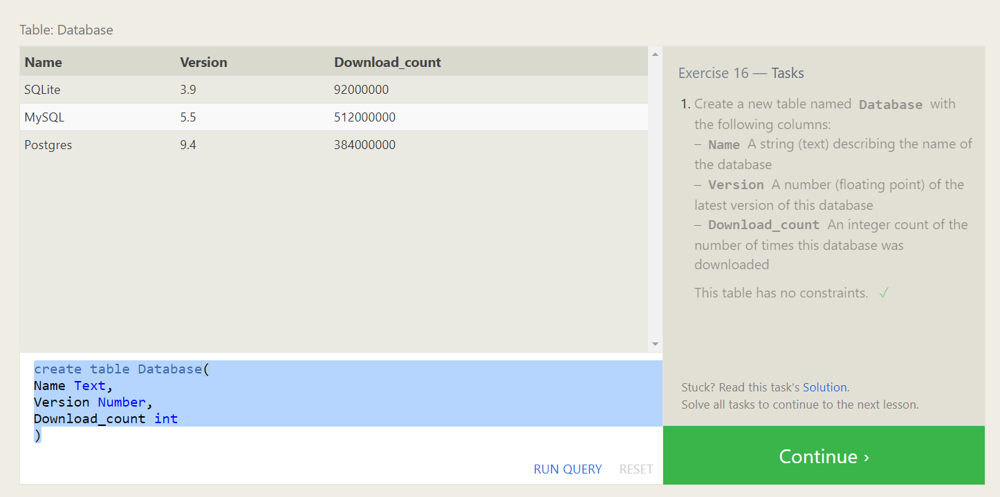 Table: Database
Name Version Download_count
SQLite 3.9 92000000
MySQL 5.5 512000000
Postgres 9.4 384000000
create table Database(
Name Text,
Version Number,
Download_count int
)
RUN QUERY RESET
Exercise 16 — Tasks
1. Create a new table named Database with
the following columns:
– Name A string (text) describing the name of
the database
– Version A number (floating point) of the
latest version of this database
– Download_count An integer count of the
number of times this database was
downloaded
This table has no constraints. ✓
Stuck? Read this task's Solution.
Solve all tasks to continue to the next lesson.
Continue ›